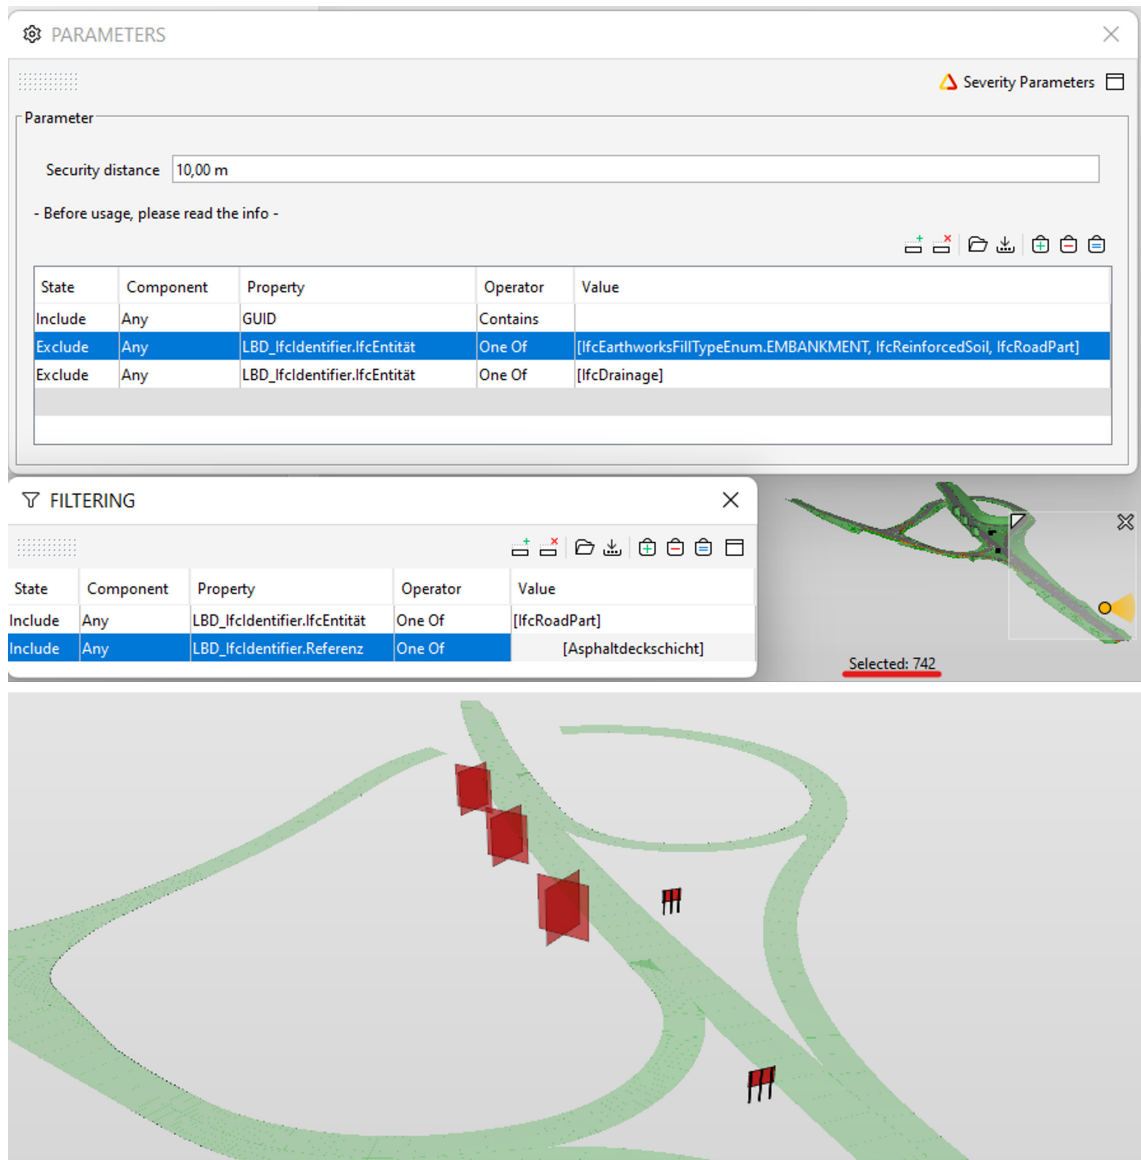 PARAMETERS
Severity Parameters
Parameter
Security distance 10,00 m
- Before usage, please read the info -
State Component Property Operator Value
Include Any GUID Contains
Exclude Any LBD_IfcIdentifier.IfcEntität One Of [IfcEarthworksFillTypeEnum.EMBANKMENT, IfcReinforcedSoil, IfcRoadPart]
Exclude Any LBD_IfcIdentifier.IfcEntität One Of [IfcDrainage]
FILTERING
State Component Property Operator Value
Include Any LBD_IfcIdentifier.IfcEntität One Of [IfcRoadPart]
Include Any LBD_IfcIdentifier.Referenz One Of [Asphaltdeckschicht]
Selected: 742